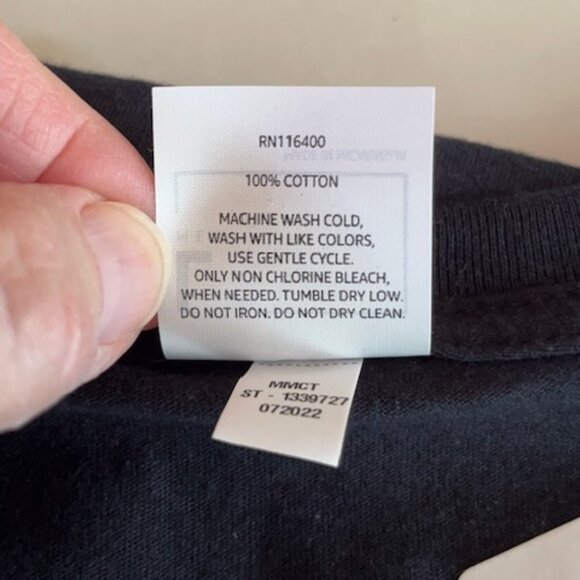 RN116400
100% COTTON
MACHINE WASH COLD,
WASH WITH LIKE COLORS,
USE GENTLE CYCLE.
ONLY NON CHLORINE BLEACH,
WHEN NEEDED. TUMBLE DRY LOW.
DO NOT IRON. DO NOT DRY CLEAN.
MMCT
ST - 1339727
072022